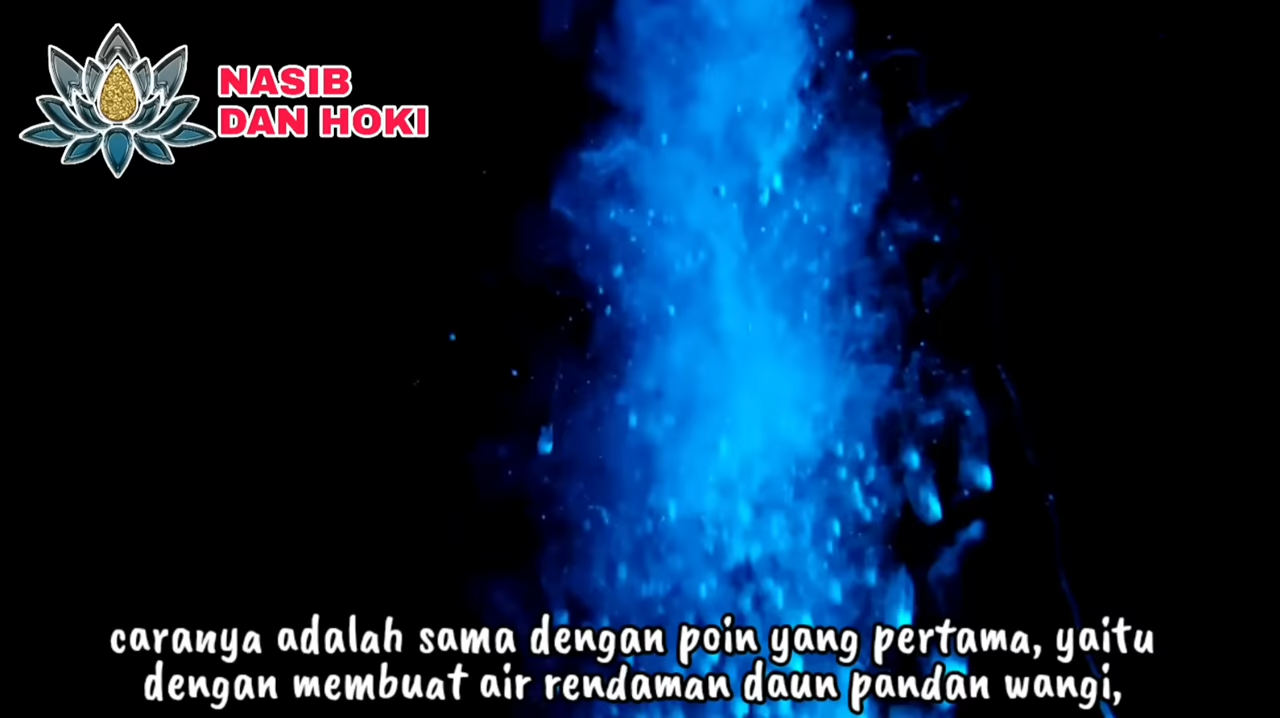 NASIB
DAN HOKI
caranya adalah sama dengan poin yang pertama, yaitu
dengan membuat air rendaman daun pandan wangi,